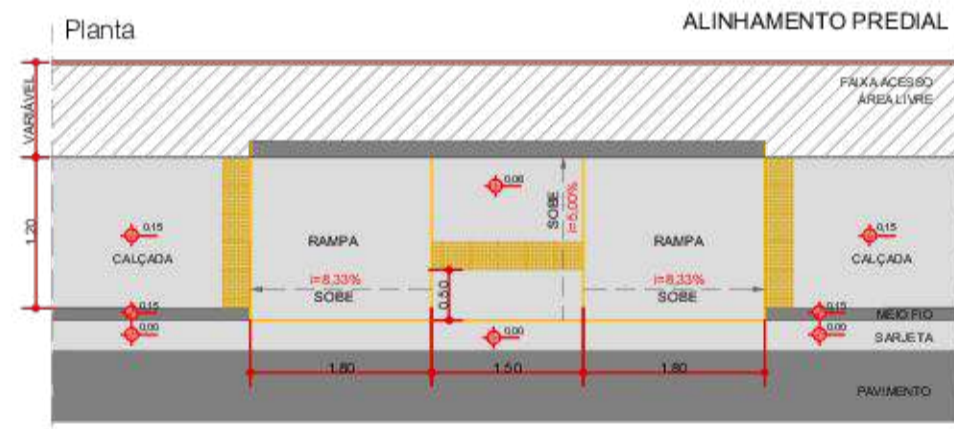 Planta
ALINHAMENTO PREDIAL
VARIÁVEL
FAIXA ACESSO
ÁREA LIVRE
1.20
0,15
CALÇADA
RAMPA
i=8,33%
SOBE
0,00
SOBE
i=5,00%
0.50
RAMPA
i=8,33%
SOBE
0,15
CALÇADA
0,15
0,00
0,00
0,15
MEIO FIO
0,00
SARJETA
1.80
1.50
1.80
PAVIMENTO